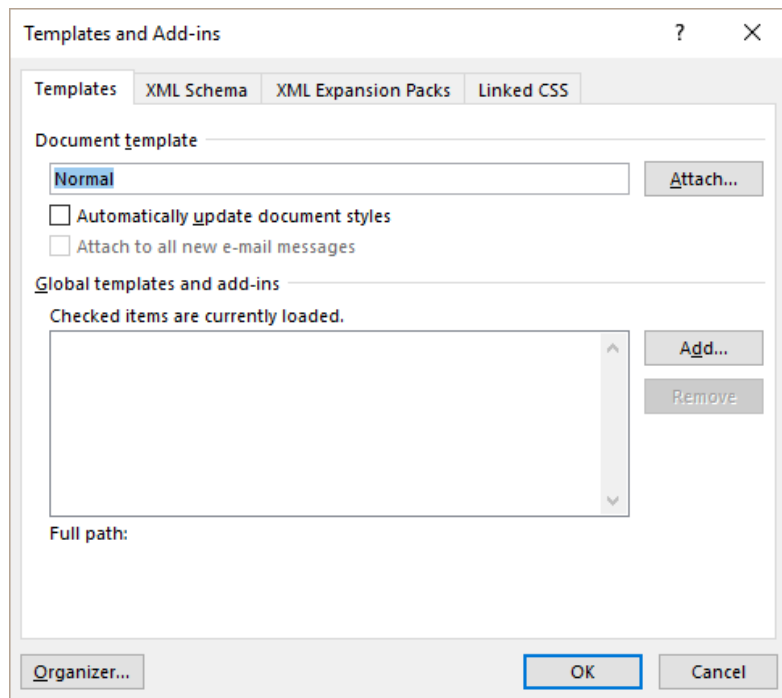 Templates and Add-ins ?
Templates XML Schema XML Expansion Packs Linked CSS
Document template
Normal Attach...
Automatically update document styles
Attach to all new e-mail messages
Global templates and add-ins
Checked items are currently loaded.
Add...
Remove
Full path:
Organizer... OK Cancel